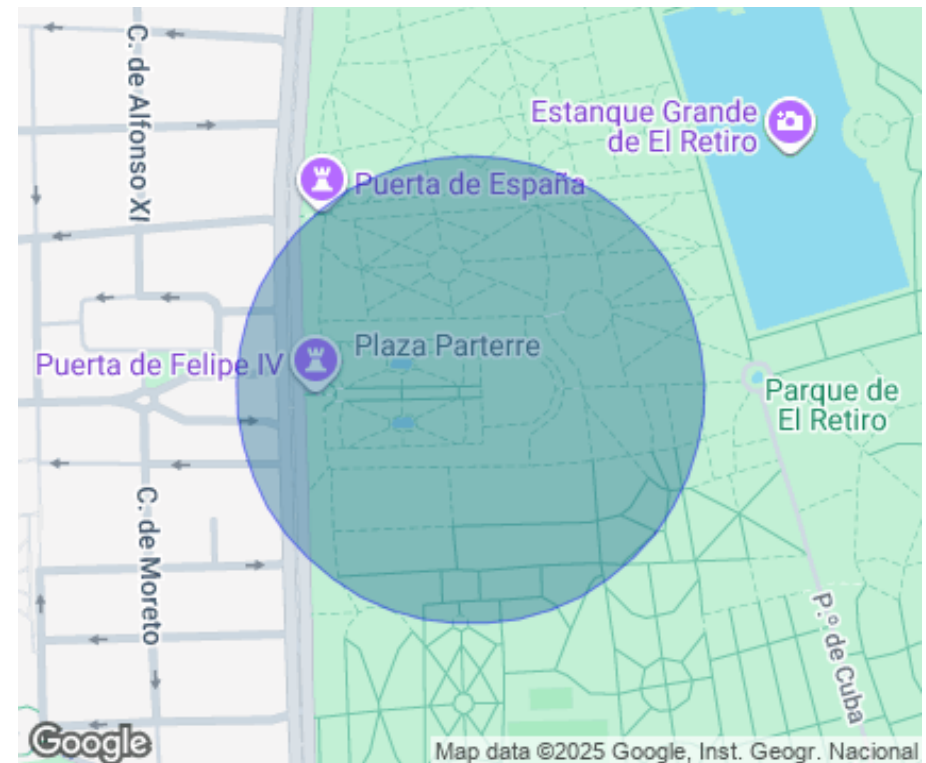 C. de Alfonso XI
Estanque Grande
de El Retiro
Puerta de España
Plaza Parterre
Puerta de Felipe IV
Parque de
El Retiro
C. de Moreto
P.º de Cuba
Google
Map data ©2025 Google, Inst. Geogr. Nacional